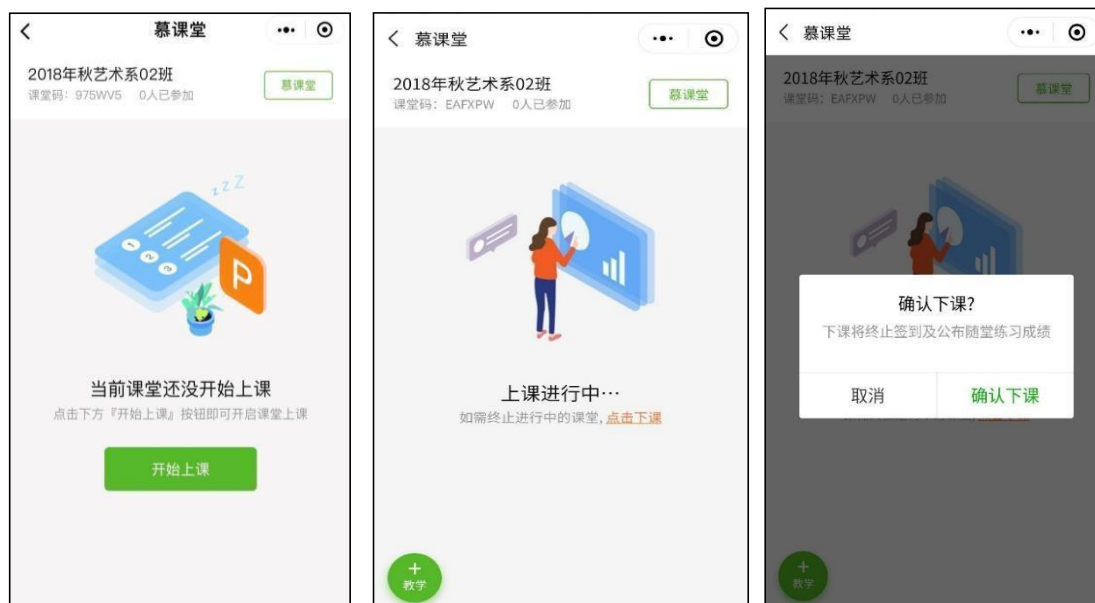 慕课堂
2018年秋艺术系02班
慕课堂
课堂码：975WV5 0人已参加
zzZ
1
2
3
P
当前课堂还没开始上课
点击下方『开始上课』按钮即可开启课堂上课
开始上课
慕课堂
2018年秋艺术系02班
慕课堂
课堂码：EAFXPW 0人已参加
上课进行中…
如需终止进行中的课堂,点击下课
+
教学
慕课堂
2018年秋艺术系02班
慕课堂
课堂码：EAFXPW 0人已参加
确认下课?
下课将终止签到及公布随堂练习成绩
取消 确认下课
+
教学